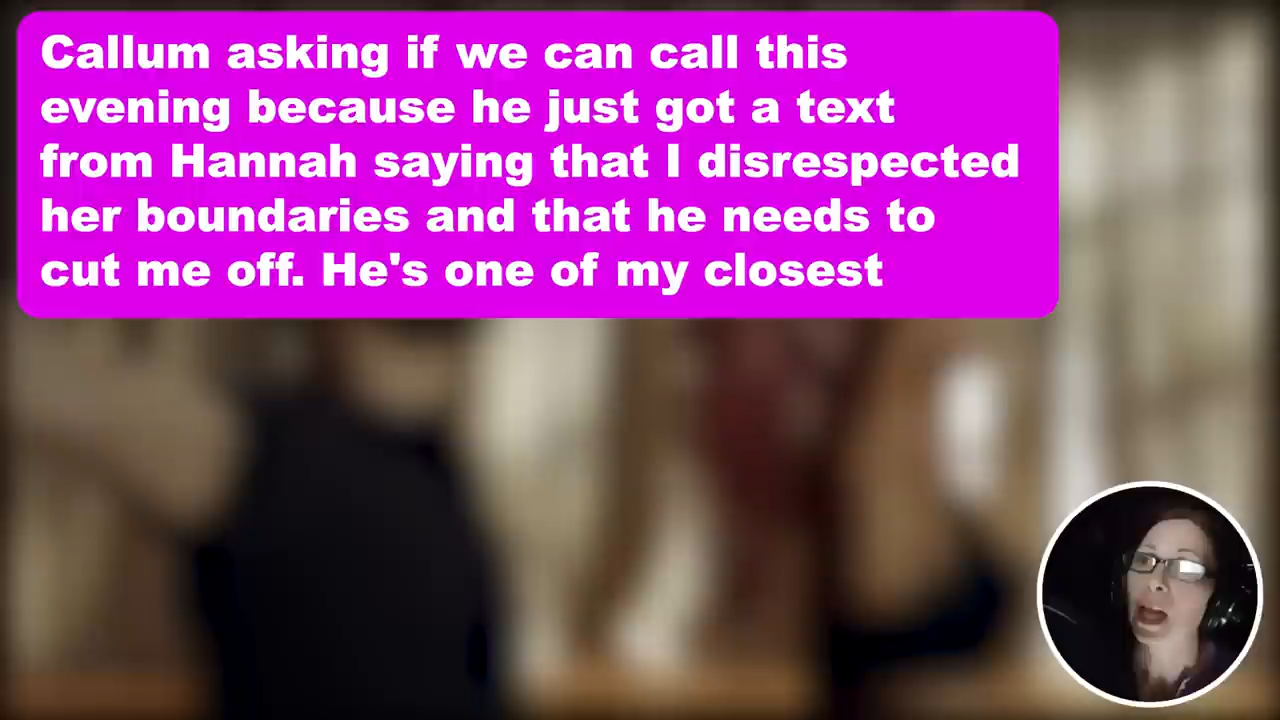 Callum asking if we can call this
evening because he just got a text
from Hannah saying that I disrespected
her boundaries and that he needs to
cut me off. He's one of my closest